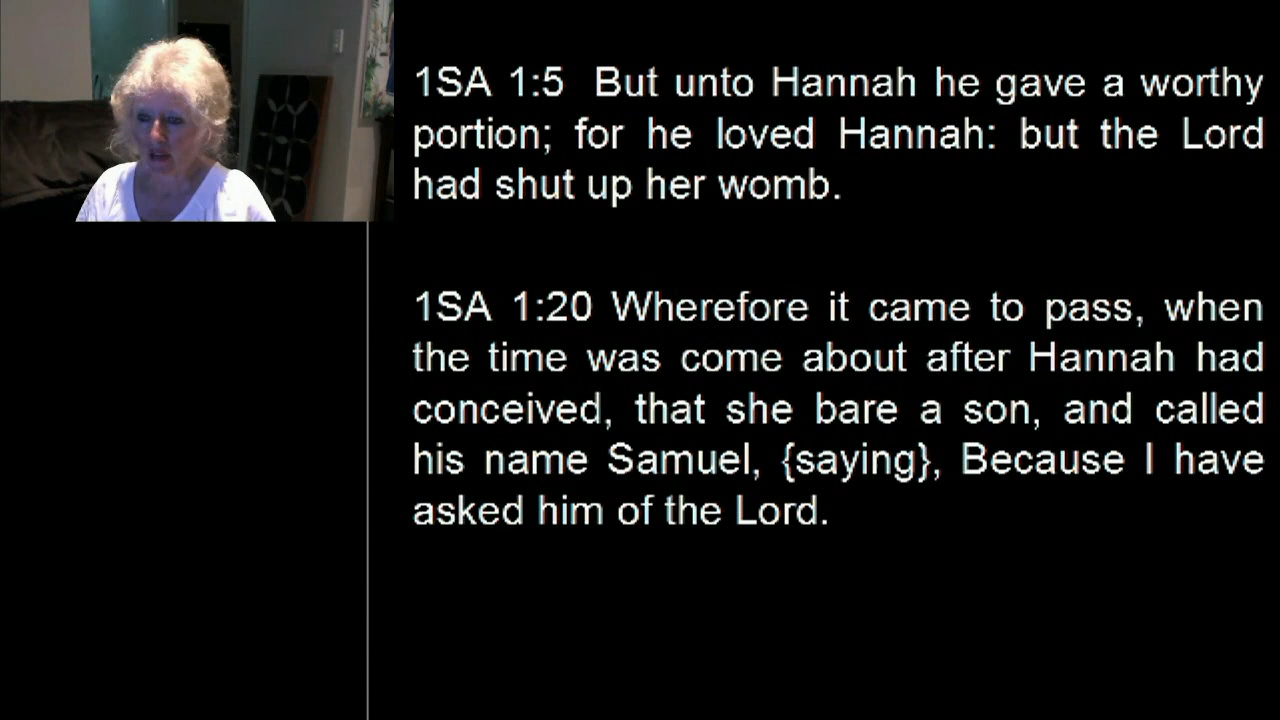 1SA 1:5 But unto Hannah he gave a worthy
portion; for he loved Hannah: but the Lord
had shut up her womb.
1SA 1:20 Wherefore it came to pass, when
the time was come about after Hannah had
conceived, that she bare a son, and called
his name Samuel, {saying}, Because I have
asked him of the Lord.